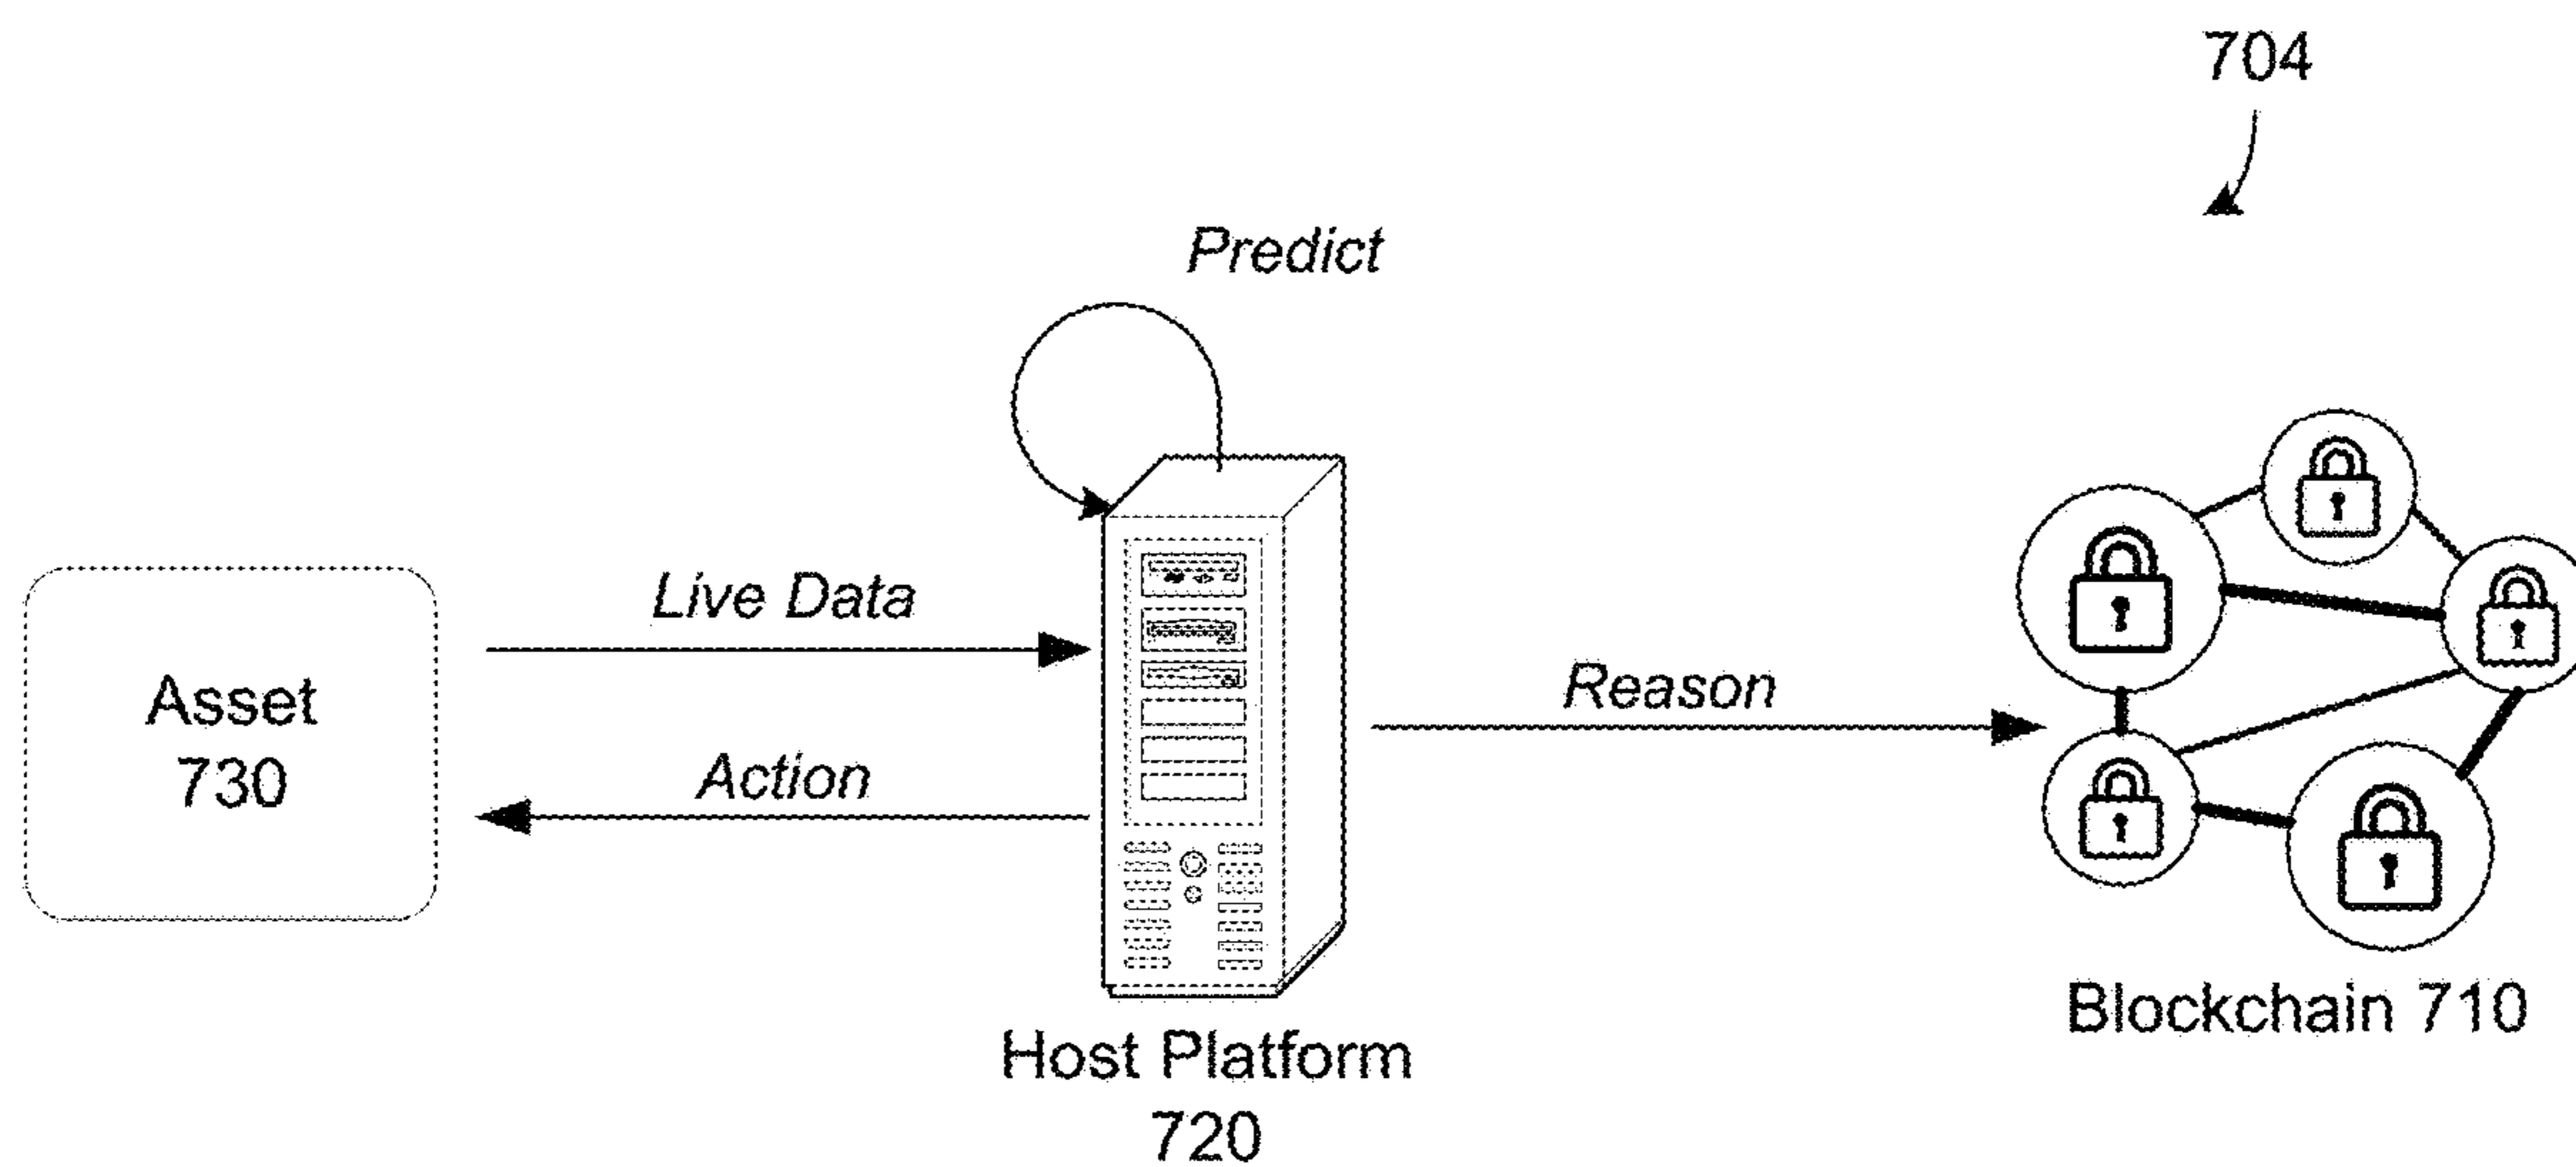 704
Predict
Live Data
Asset
730
Reason
Action
Blockchain 710
Host Platform
720